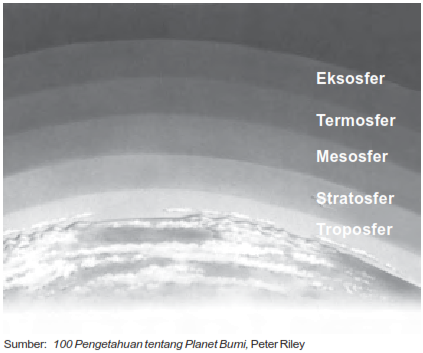 Eksosfer
Termosfer
Mesosfer
Stratosfer
Troposfer
Sumber: 100 Pengetahuan tentang Planet Bumi, Peter Riley